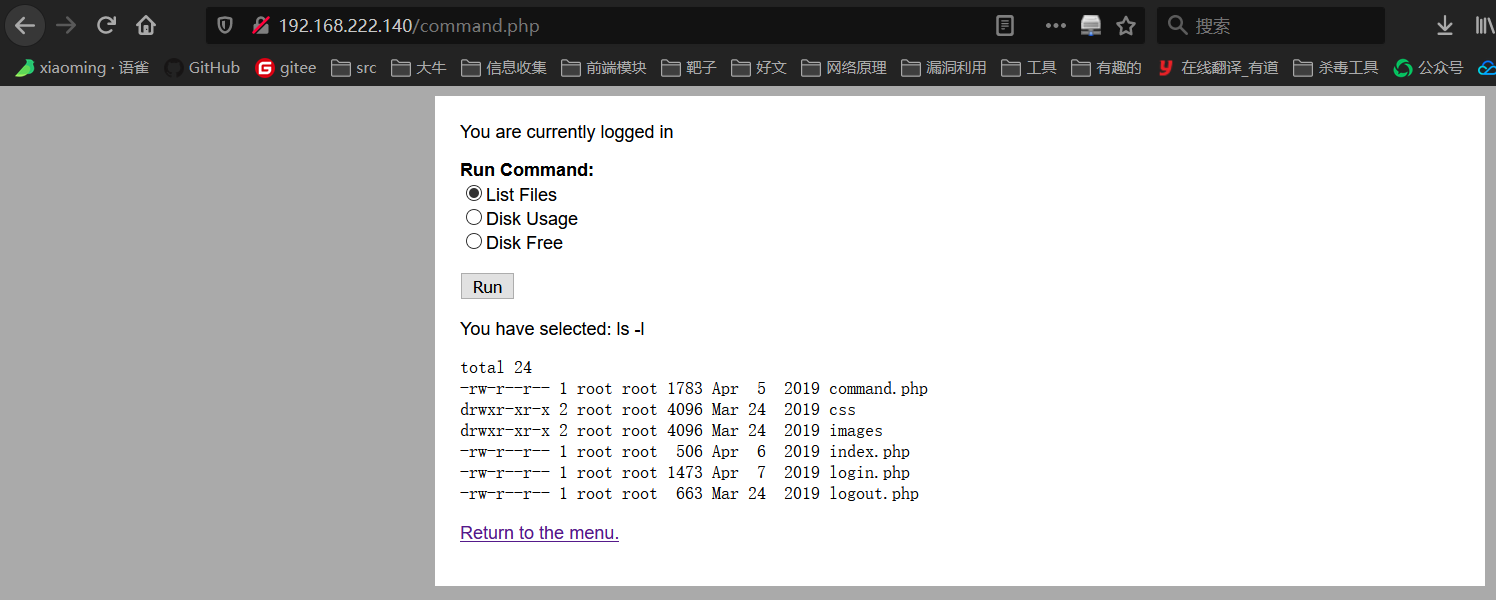 192.168.222.140/command.php
搜索
xiaoming · 语雀 GitHub gitee src 大牛 信息收集 前端模块 靶子 好文 网络原理 漏洞利用 工具 有趣的 在线翻译_有道 杀毒工具 公众号
You are currently logged in
Run Command:
List Files
Disk Usage
Disk Free
Run
You have selected: ls -l
total 24
-rw-r--r-- 1 root root 1783 Apr  5  2019 command.php
drwxr-xr-x 2 root root 4096 Mar 24  2019 css
drwxr-xr-x 2 root root 4096 Mar 24  2019 images
-rw-r--r-- 1 root root  506 Apr  6  2019 index.php
-rw-r--r-- 1 root root 1473 Apr  7  2019 login.php
-rw-r--r-- 1 root root  663 Mar 24  2019 logout.php
Return to the menu.